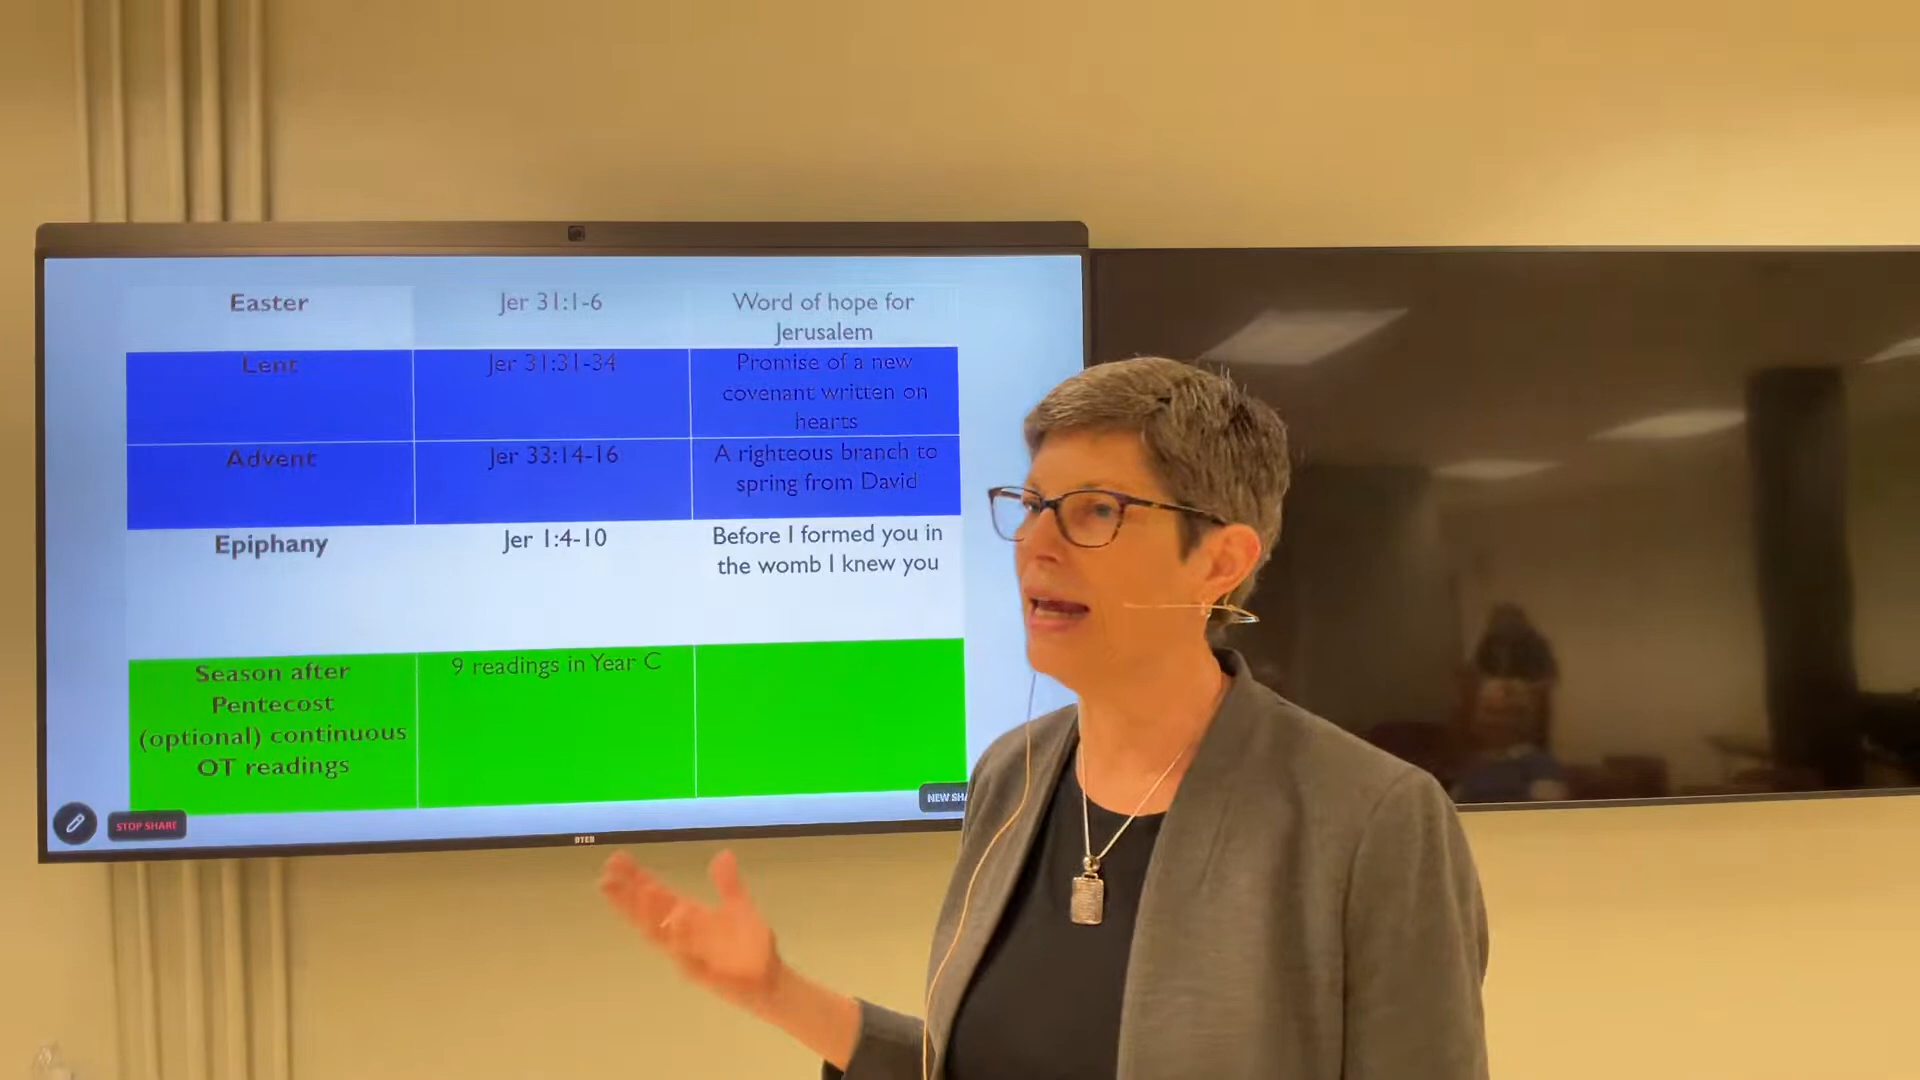 Easter
Jer 31:1-6
Word of hope for
Jerusalem
Lent
Jer 31:31-34
Promise of a new
covenant written on
hearts
Advent
Jer 33:14-16
A righteous branch to
spring from David
Epiphany
Jer 1:4-10
Before I formed you in
the womb I knew you
Season after
Pentecost
(optional) continuous
OT readings
9 readings in Year C
STOP SHARE
NEW SHA